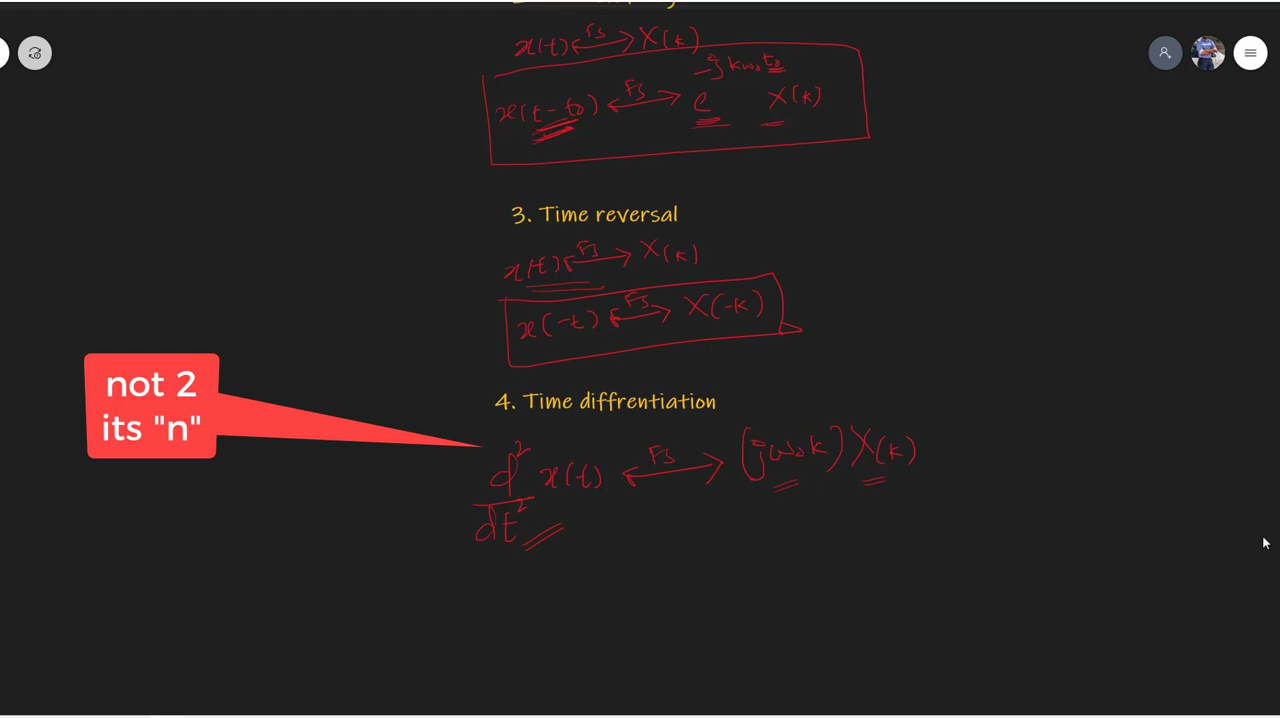 x(t) ⟷FS X(k)
x(t-t₀) ⟷FS e^(-jkω₀t₀) X(k)
3. Time reversal
x(t) ⟷FS X(k)
x(-t) ⟷FS X(-k)
not 2
its "n"
4. Time diffrentiation
d²/dt² x(t) ⟷FS (jω₀k) X(k)